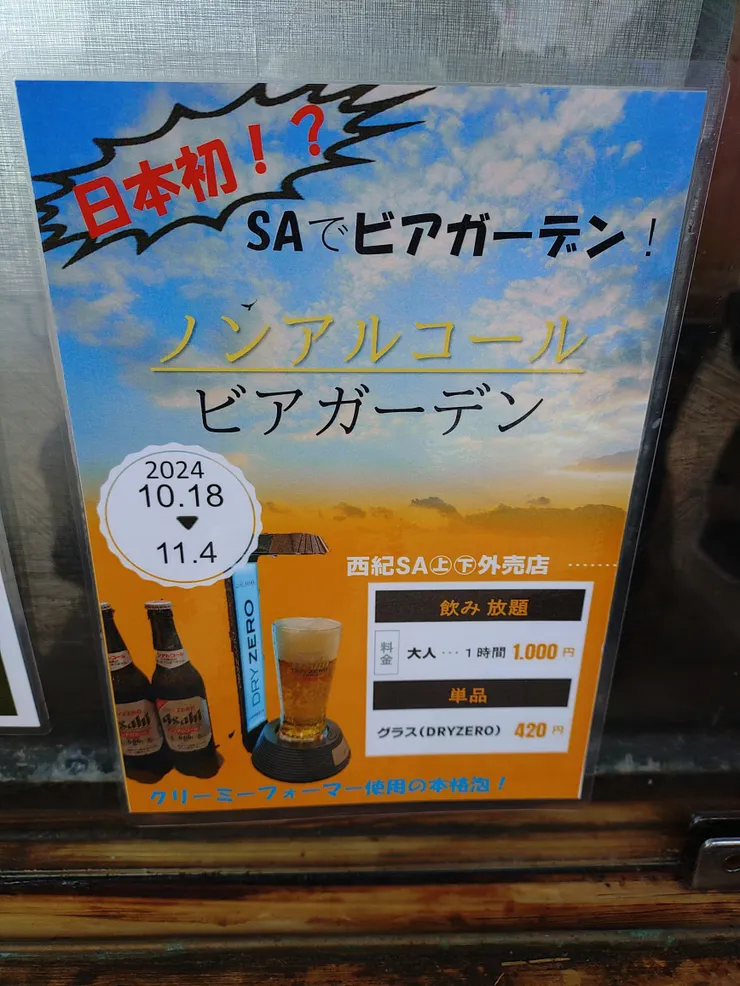 日本初！？
SAでビアガーデン！
ノンアルコール
ビアガーデン
2024
10.18
▼
11.4
西紀SA㊤㊦外売店
飲み放題
料金
大人…1時間 1.000円
単品
グラス(DRYZERO) 420円
DRY ZERO
Asahi
Asahi
クリーミーフォーマー使用の本格泡！